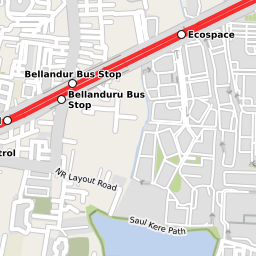 Ecospace
Bellandur Bus Stop
Bellanduru Bus
Stop
trol
NR Layout Road
Saul Kere Path